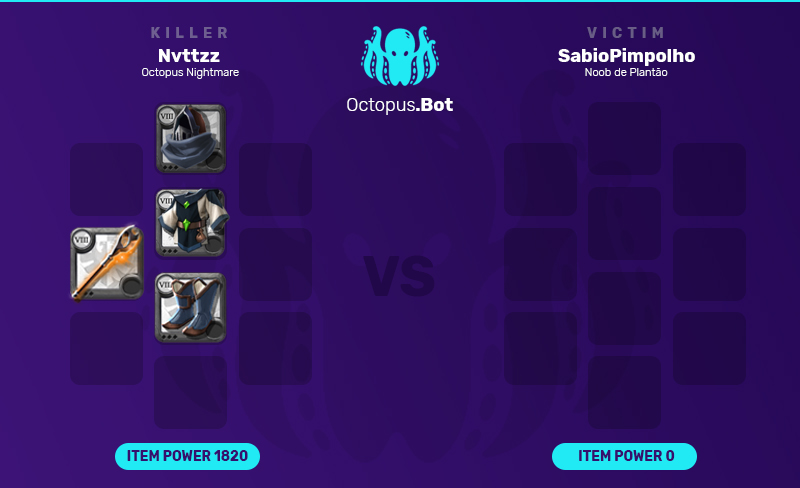 KILLER
Nvttzz
Octopus Nightmare
Octopus.Bot
VICTIM
SabioPimpolho
Noob de Plantão
VIII
VIII
VIII
VS
ITEM POWER 1820
ITEM POWER 0